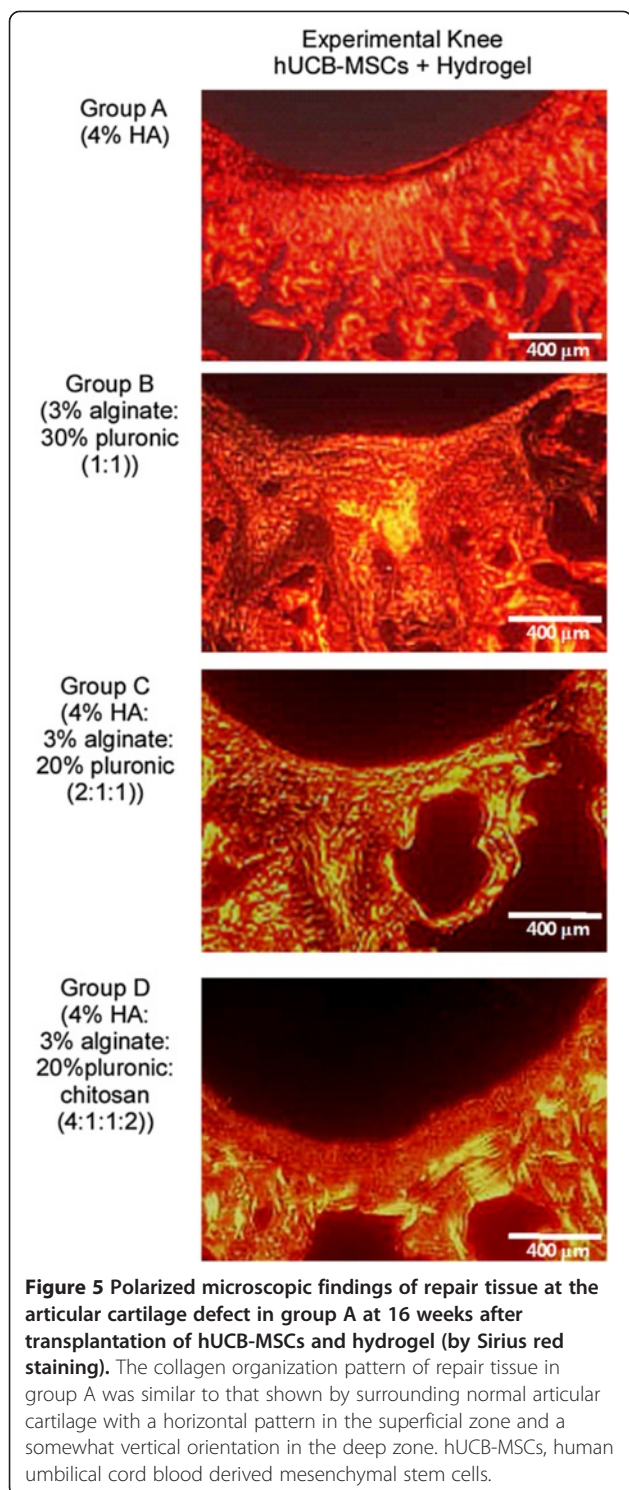 Experimental Knee
hUCB-MSCs + Hydrogel
Group A
(4% HA)
400 μm
Group B
(3% alginate:
30% pluronic
(1:1))
400 μm
Group C
(4% HA:
3% alginate:
20% pluronic
(2:1:1))
400 μm
Group D
(4% HA:
3% alginate:
20%pluronic:
chitosan
(4:1:1:2))
400 μm
Figure 5 Polarized microscopic findings of repair tissue at the
articular cartilage defect in group A at 16 weeks after
transplantation of hUCB-MSCs and hydrogel (by Sirius red
staining). The collagen organization pattern of repair tissue in
group A was similar to that shown by surrounding normal articular
cartilage with a horizontal pattern in the superficial zone and a
somewhat vertical orientation in the deep zone. hUCB-MSCs, human
umbilical cord blood derived mesenchymal stem cells.